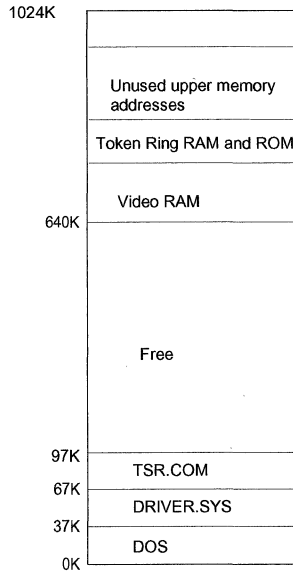 1024K
Unused upper memory
addresses
Token Ring RAM and ROM
Video RAM
640K
Free
97K
TSR.COM
67K
DRIVER.SYS
37K
DOS
0K